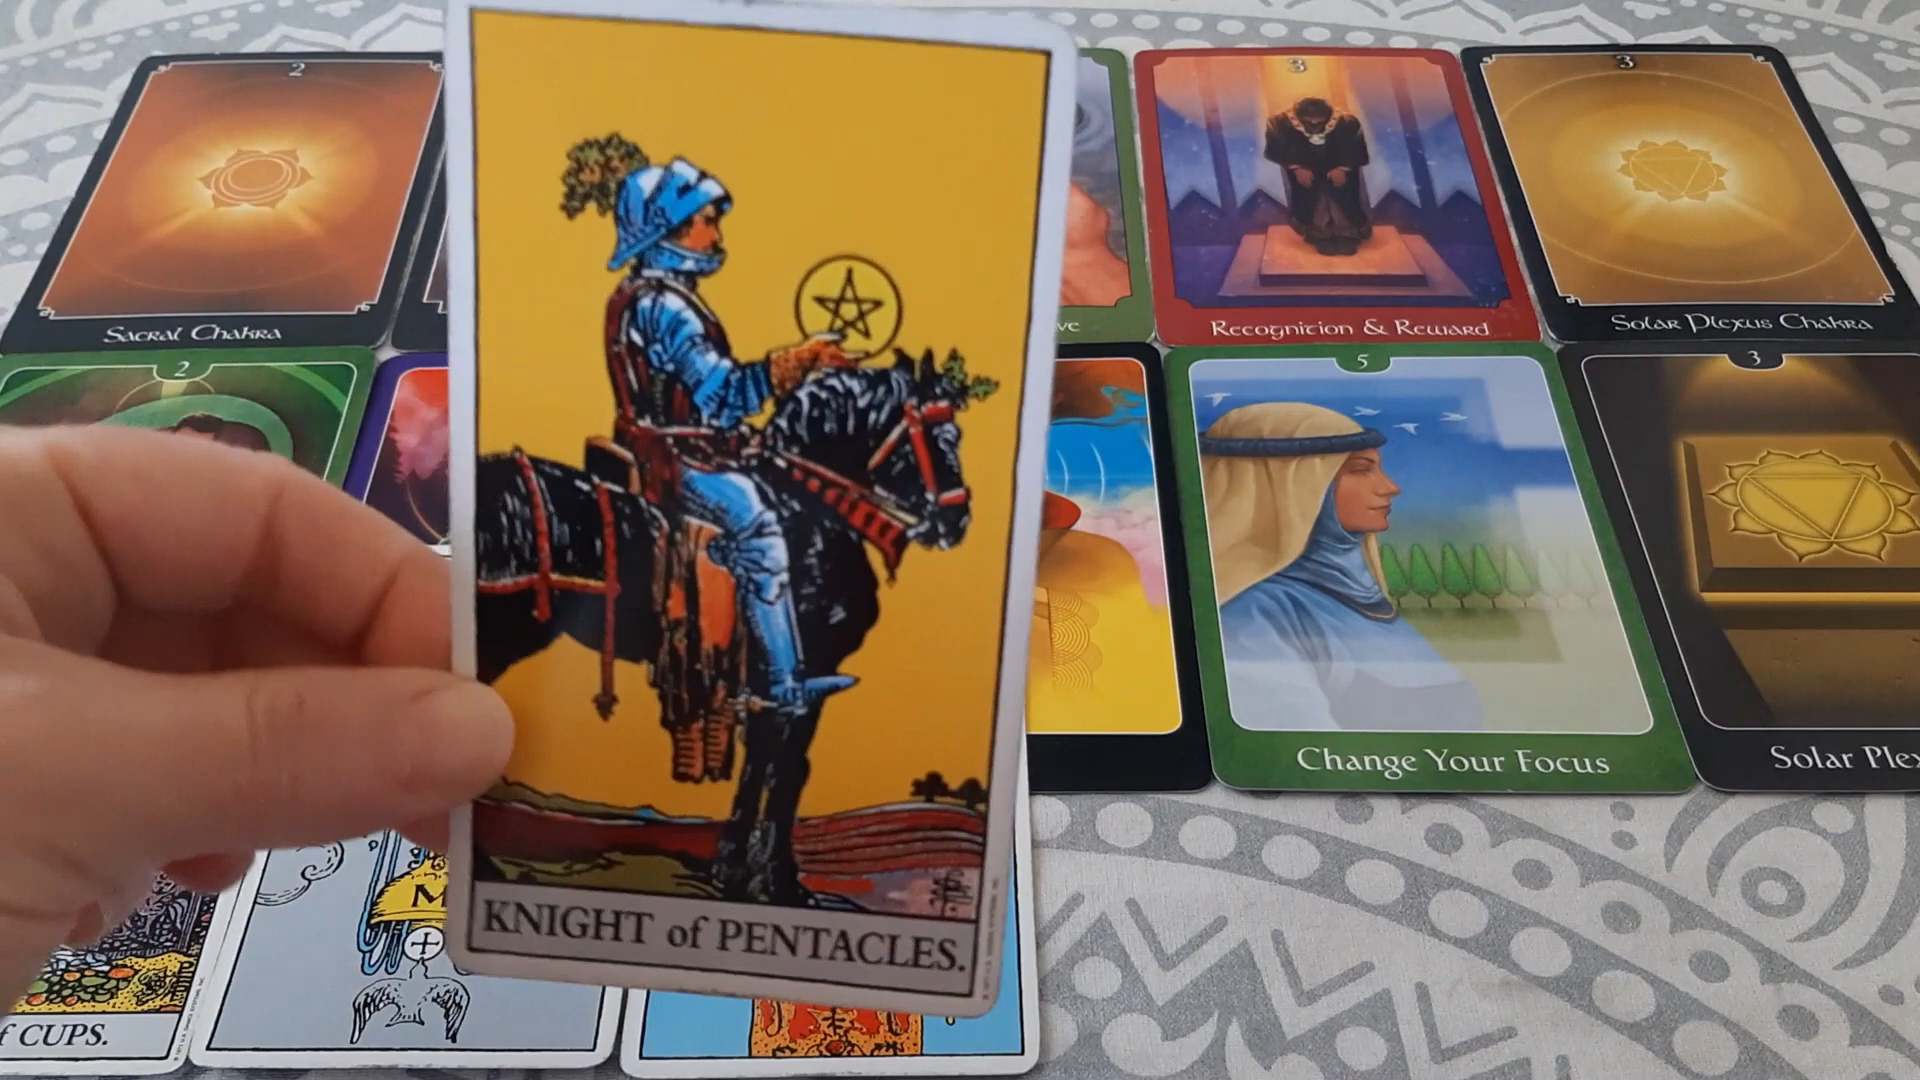 2
3
3
Sacral Chakra
ve
Recognition & Reward
Solar Plexus Chakra
2
5
3
Change Your Focus
Solar Plex
M
KNIGHT of PENTACLES.
f CUPS.